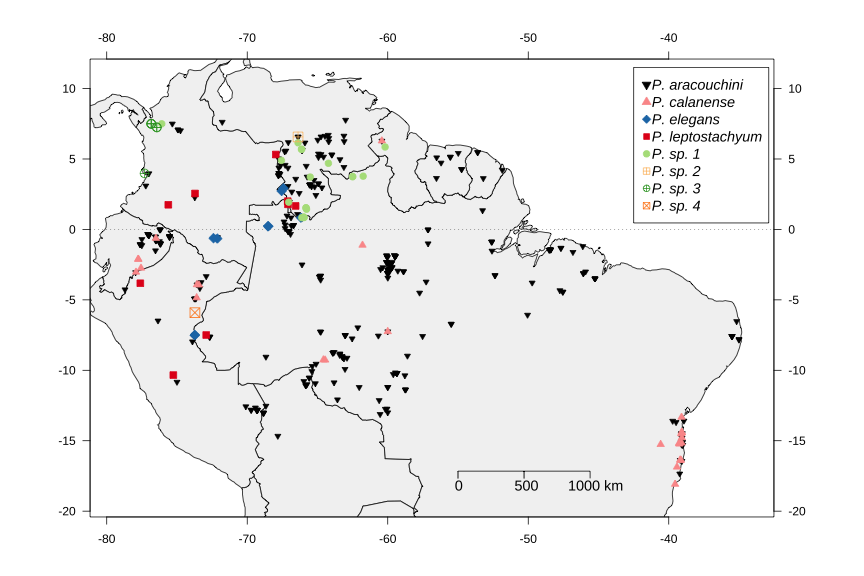 -80 -70 -60 -50 -40
10 10
5 5
0 0
-5 -5
-10 -10
-15 -15
-20 -20
P. aracouchini
P. calanense
P. elegans
P. leptostachyum
P. sp. 1
P. sp. 2
P. sp. 3
P. sp. 4
0 500 1000 km
-80 -70 -60 -50 -40